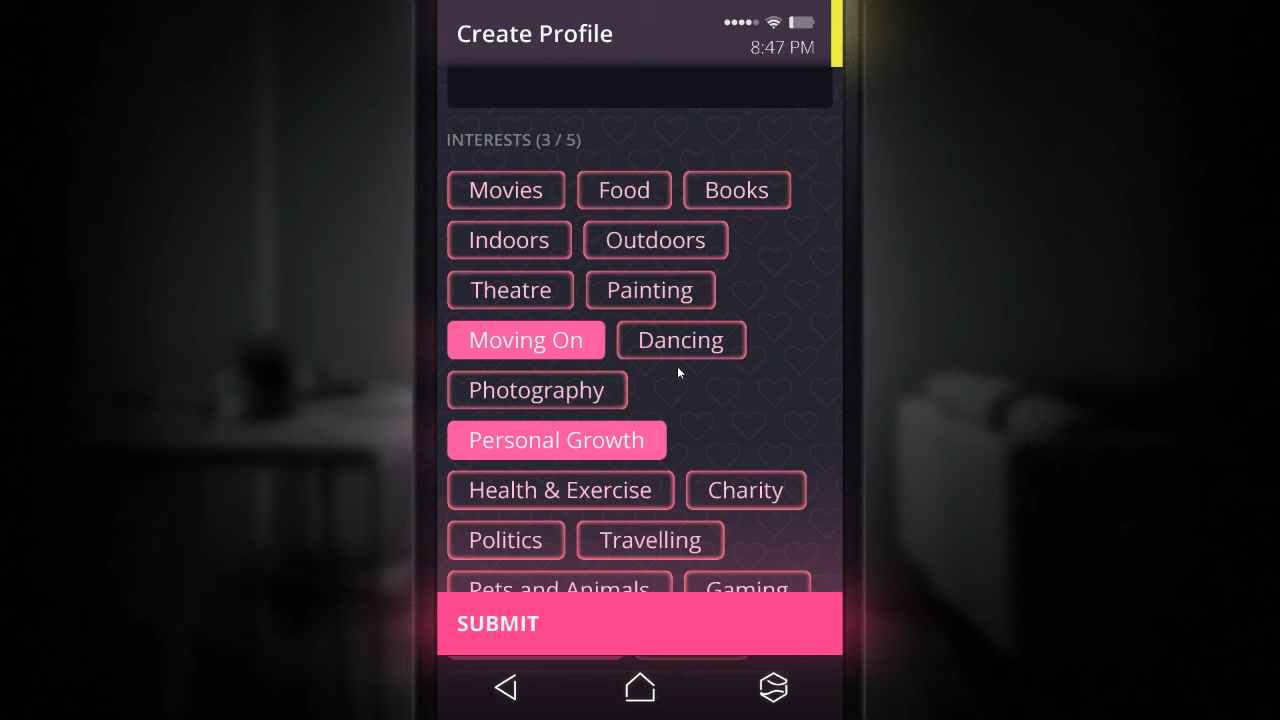 Create Profile
8:47 PM
INTERESTS (3 / 5)
Movies Food Books
Indoors Outdoors
Theatre Painting
Moving On Dancing
Photography
Personal Growth
Health & Exercise Charity
Politics Travelling
Pets and Animals Gaming
SUBMIT